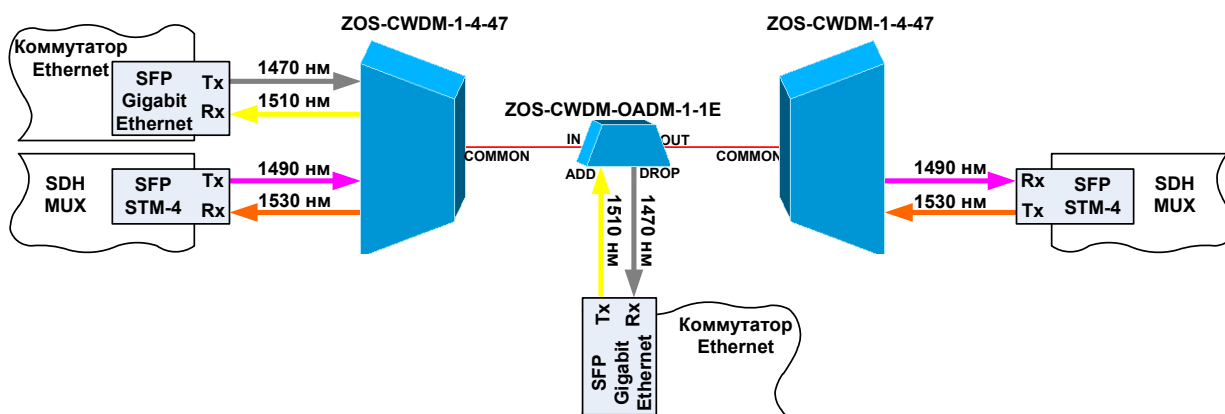 ZOS-CWDM-1-4-47
ZOS-CWDM-1-4-47
Коммутатор
Ethernet
SFP
Gigabit
Ethernet
Tx
Rx
1470 нм
1510 нм
SDH
MUX
SFP
STM-4
Tx
Rx
1490 нм
1530 нм
COMMON
ZOS-CWDM-OADM-1-1E
IN
OUT
ADD
DROP
COMMON
1510 нм
1470 нм
Tx
Rx
SFP
Gigabit
Ethernet
Коммутатор
Ethernet
1490 нм
1530 нм
Rx
Tx
SFP
STM-4
SDH
MUX